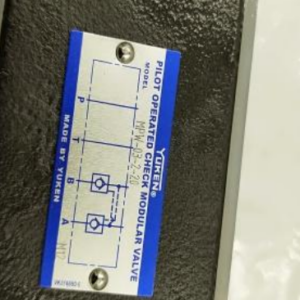 YUKEN®
PILOT OPERATED CHECK MODULAR VALVE
MODEL
MPW-03-2-20
P
T
B
A
MADE BY YUKEN